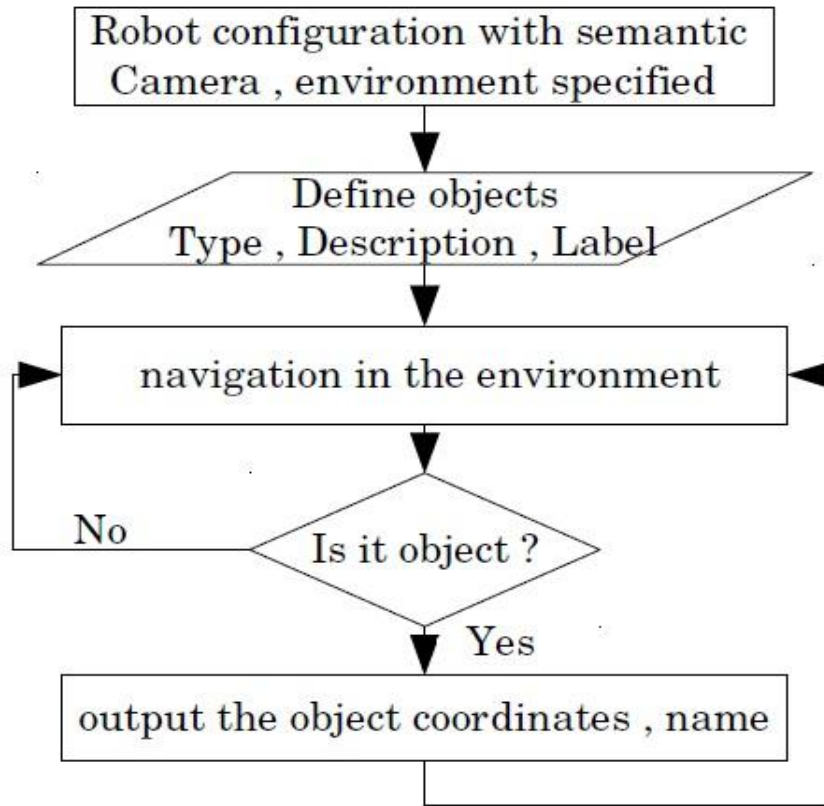 Robot configuration with semantic
Camera , environment specified
Define objects
Type , Description , Label
navigation in the environment
No
Is it object ?
Yes
output the object coordinates , name